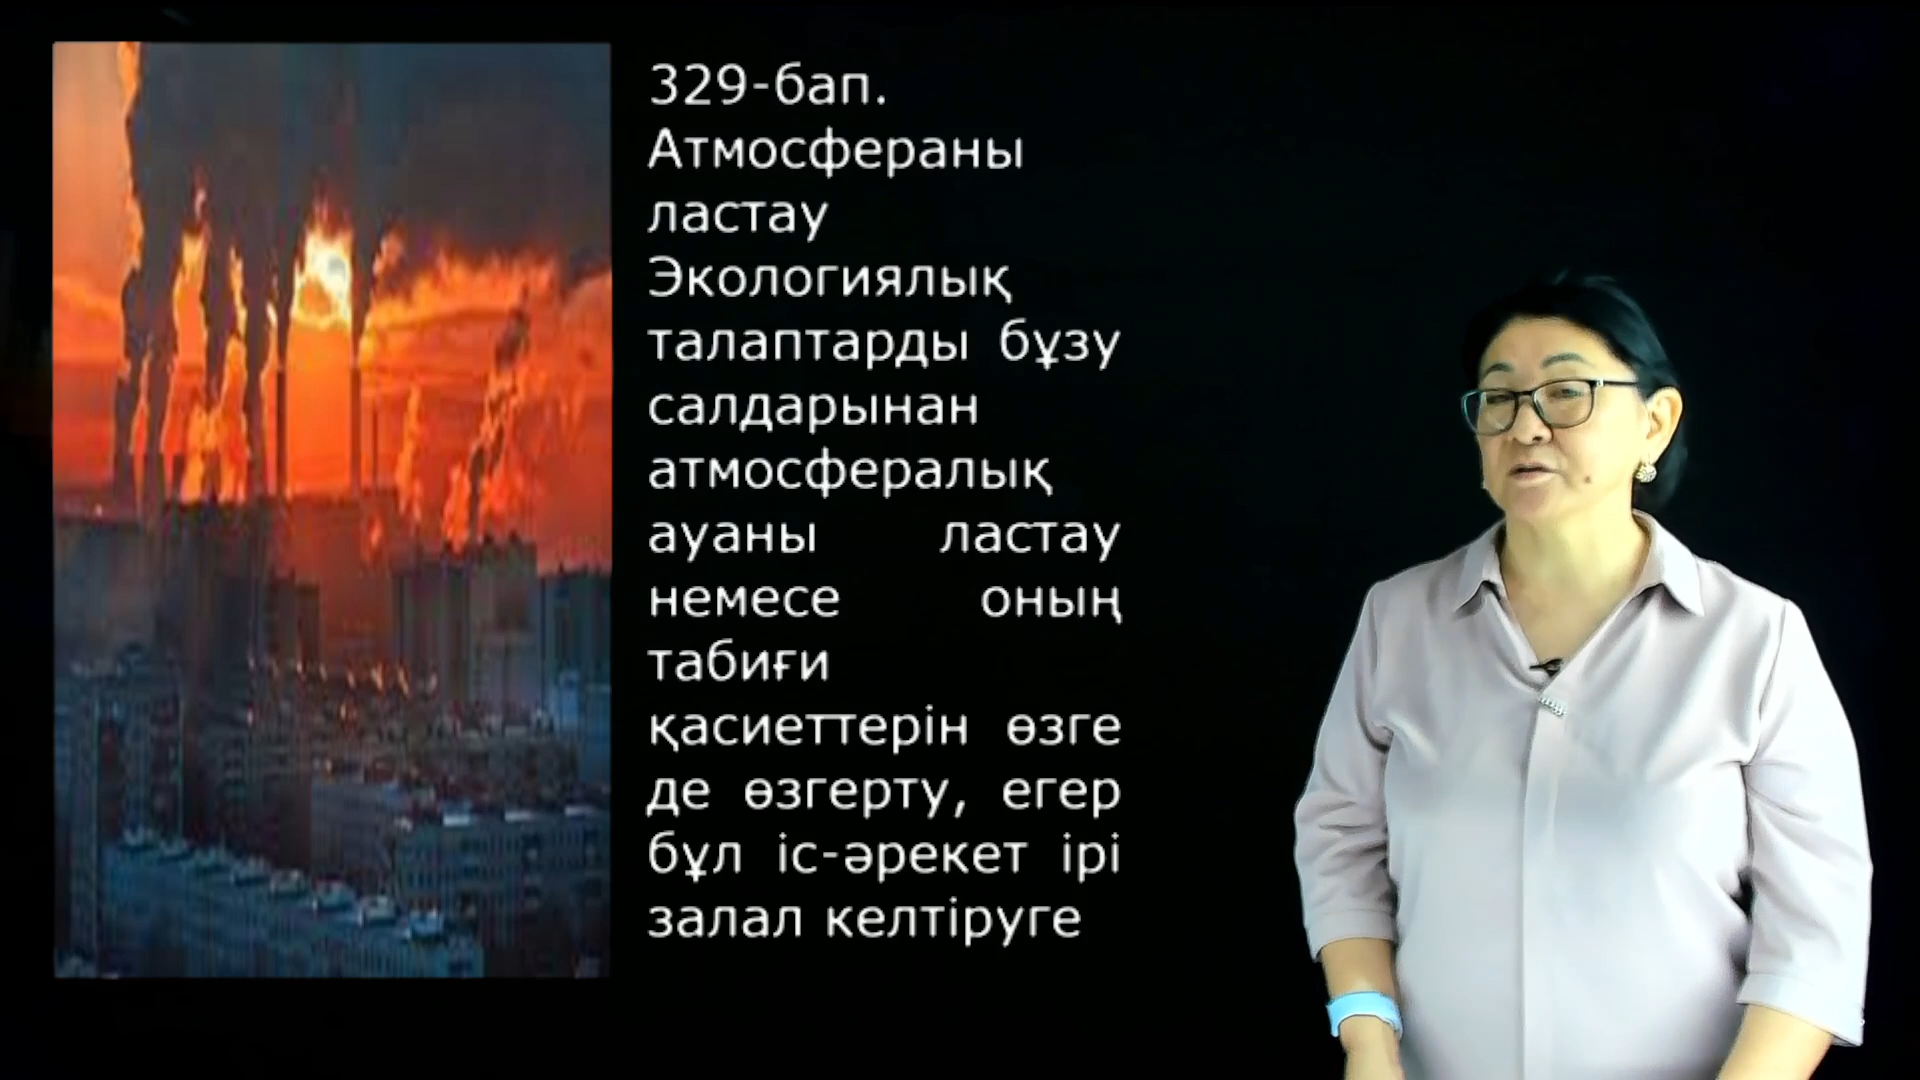 329-бап.
Атмосфераны
ластау
Экологиялық
талаптарды бұзу
салдарынан
атмосфералық
ауаны ластау
немесе оның
табиғи
қасиеттерін өзге
де өзгерту, егер
бұл іс-әрекет ірі
залал келтіруге